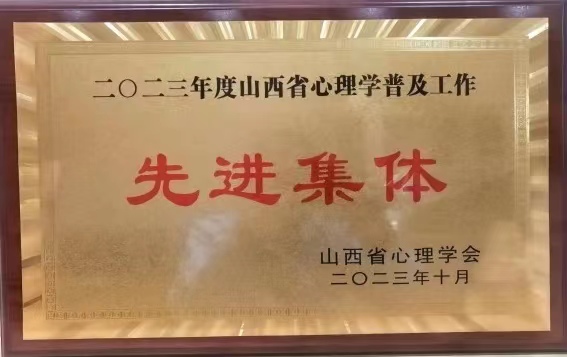 二〇二三年度山西省心理学普及工作
先进集体
山西省心理学会
二〇二三年十月